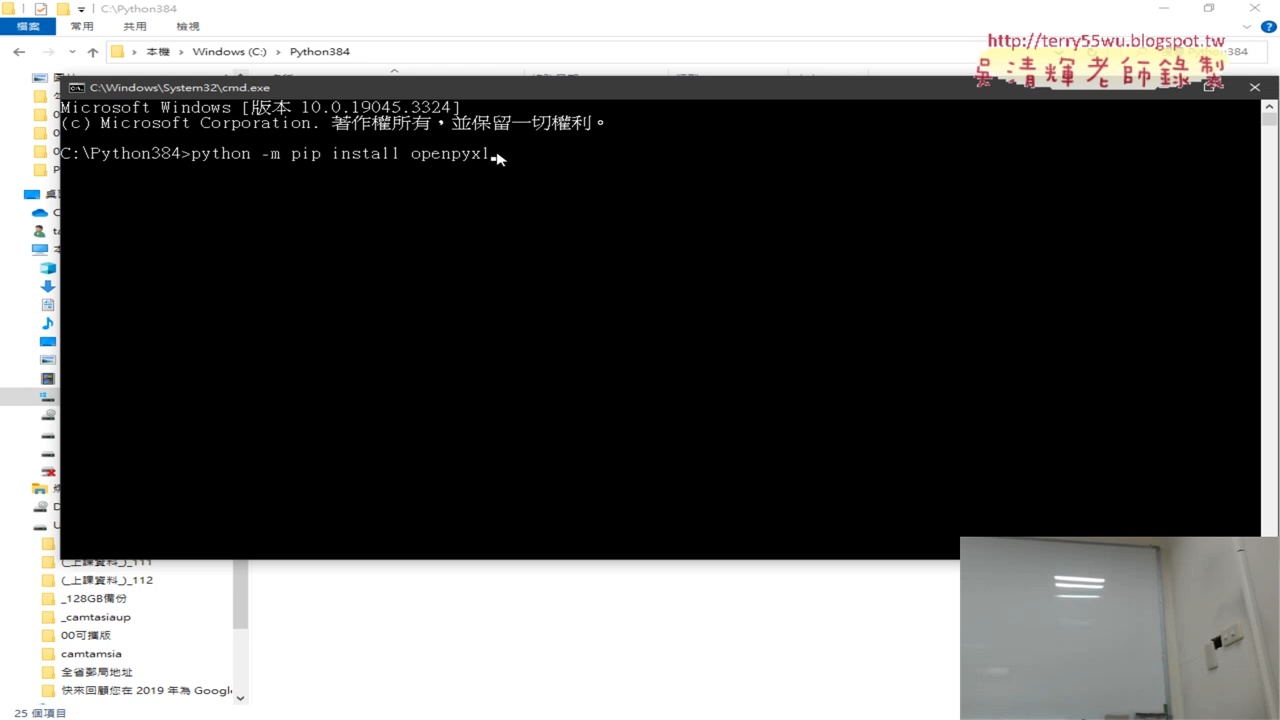 C:\Python384
檔案 常用 共用 檢視
本機 Windows (C:) Python384
384
http://terry55wu.blogspot.tw
吳清輝老師錄製
C:\Windows\System32\cmd.exe
Microsoft Windows [版本 10.0.19045.3324]
(c) Microsoft Corporation. 著作權所有，並保留一切權利。
C:\Python384>python -m pip install openpyxl
(_上課資料_)_111
(_上課資料_)_112
_128GB備份
_camtasiaup
00可攜版
camtamsia
全省郵局地址
快來回顧您在 2019 年為 Google
25 個項目